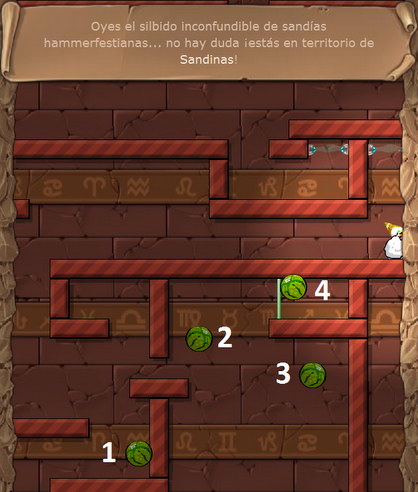 Oyes el silbido inconfundible de sandías
hammerfestianas... no hay duda ¡estás en territorio de
Sandinas!
4
2
3
1